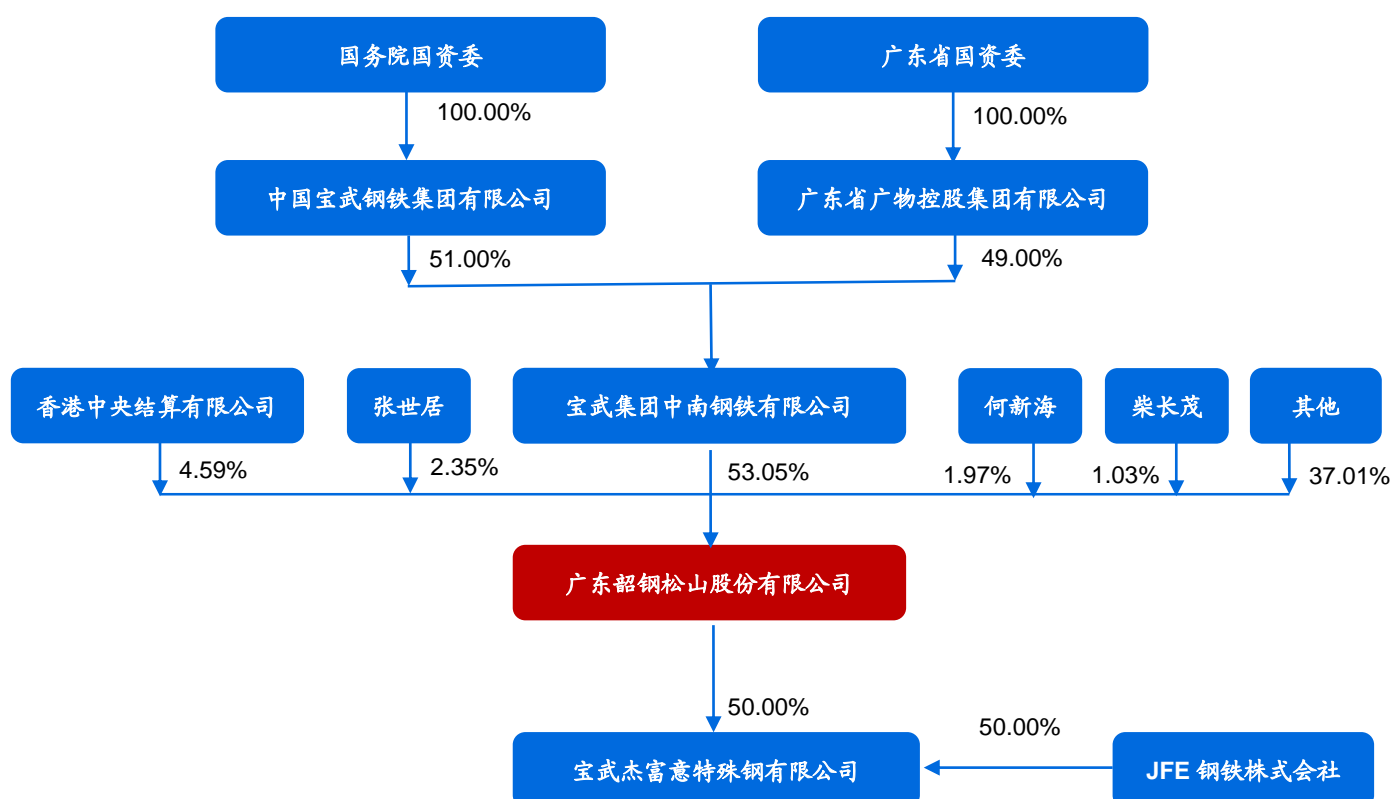 国务院国资委
广东省国资委
100.00%
100.00%
中国宝武钢铁集团有限公司
广东省广物控股集团有限公司
51.00%
49.00%
香港中央结算有限公司
张世居
宝武集团中南钢铁有限公司
何新海
柴长茂
其他
4.59%
2.35%
53.05%
1.97%
1.03%
37.01%
广东韶钢松山股份有限公司
50.00%
50.00%
宝武杰富意特殊钢有限公司
JFE 钢铁株式会社